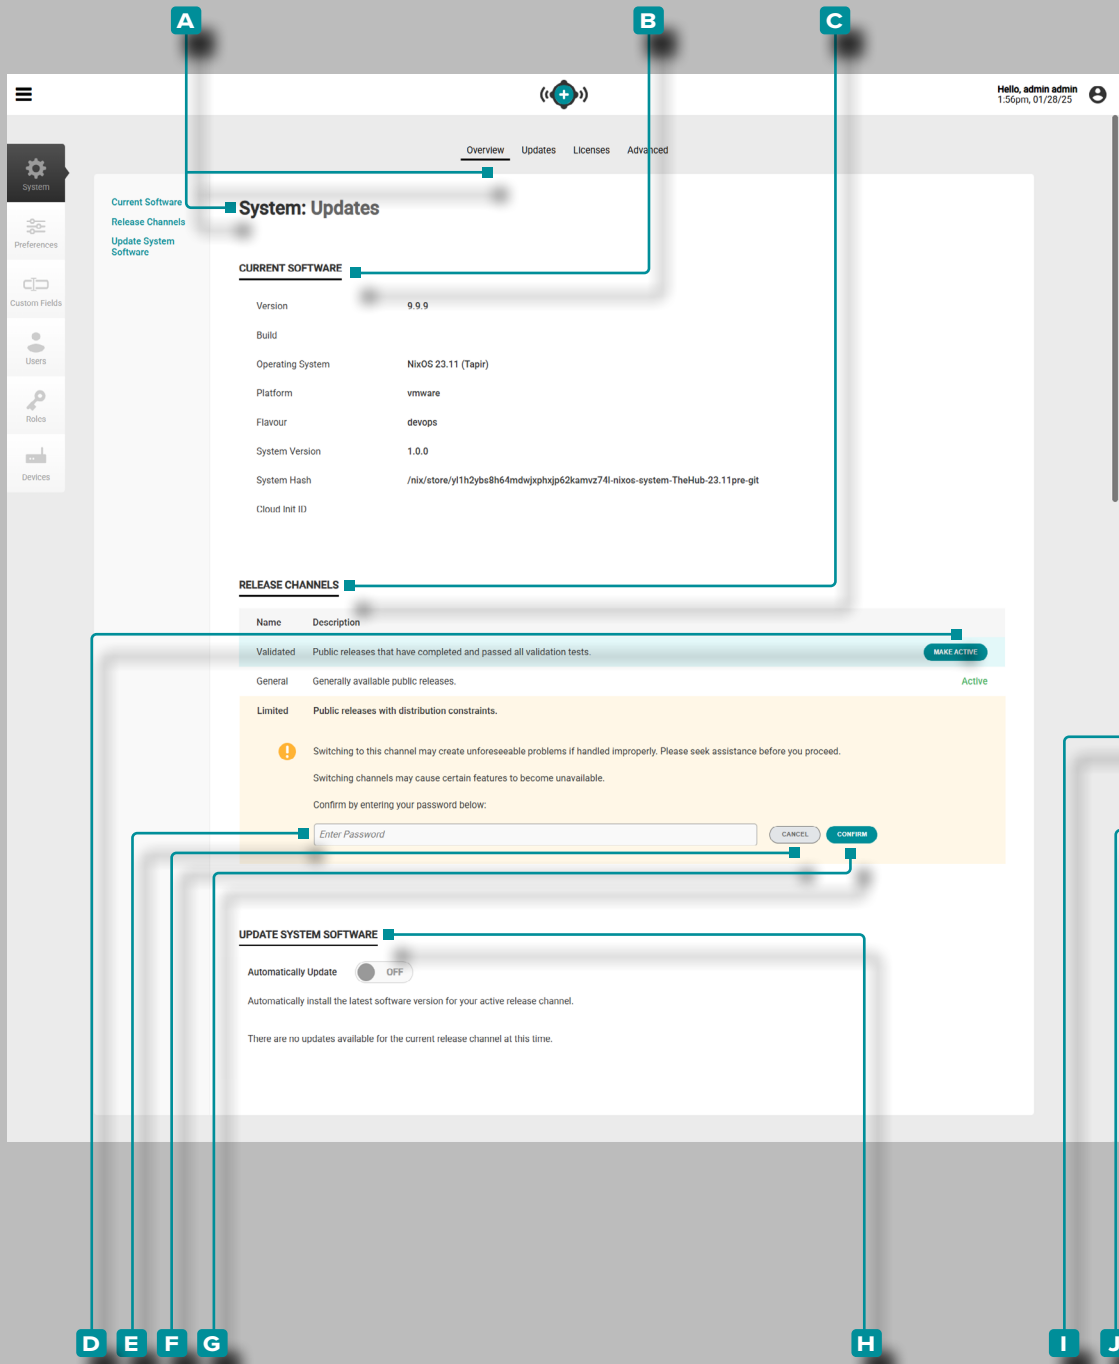 A B C
Hello, admin admin
1:56pm, 01/28/25
Overview Updates Licenses Advanced
System
Preferences
Custom Fields
Users
Roles
Devices
Current Software
Release Channels
Update System
Software
System: Updates
CURRENT SOFTWARE
Version 9.9.9
Build
Operating System NixOS 23.11 (Tapir)
Platform vmware
Flavour devops
System Version 1.0.0
System Hash /nix/store/yl1h2ybs8h64mdwjxphxjp62kamvz74l-nixos-system-TheHub-23.11pre-git
Cloud Init ID
RELEASE CHANNELS
Name Description
Validated Public releases that have completed and passed all validation tests. MAKE ACTIVE
General Generally available public releases. Active
Limited Public releases with distribution constraints.
Switching to this channel may create unforeseeable problems if handled improperly. Please seek assistance before you proceed.
Switching channels may cause certain features to become unavailable.
Confirm by entering your password below:
Enter Password CANCEL CONFIRM
UPDATE SYSTEM SOFTWARE
Automatically Update OFF
Automatically install the latest software version for your active release channel.
There are no updates available for the current release channel at this time.
D E F G H I J